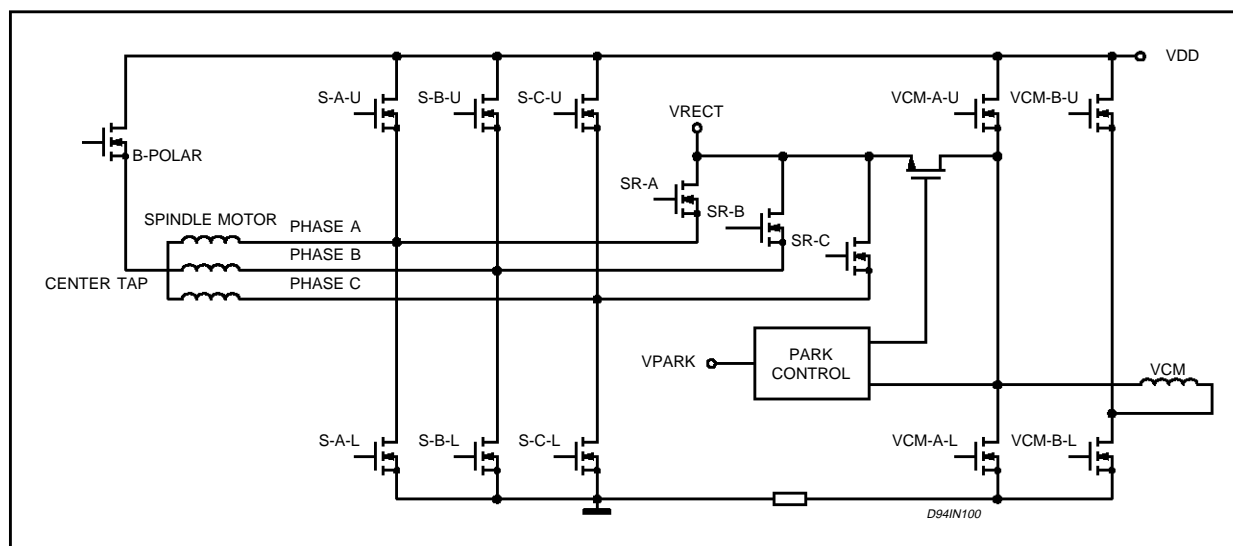 VDD
S-A-U
S-B-U
S-C-U
VCM-A-U
VCM-B-U
VRECT
B-POLAR
SR-A
SR-B
SPINDLE MOTOR
PHASE A
SR-C
PHASE B
CENTER TAP
PHASE C
VPARK
PARK
CONTROL
VCM
S-A-L
S-B-L
S-C-L
VCM-A-L
VCM-B-L
D94IN100